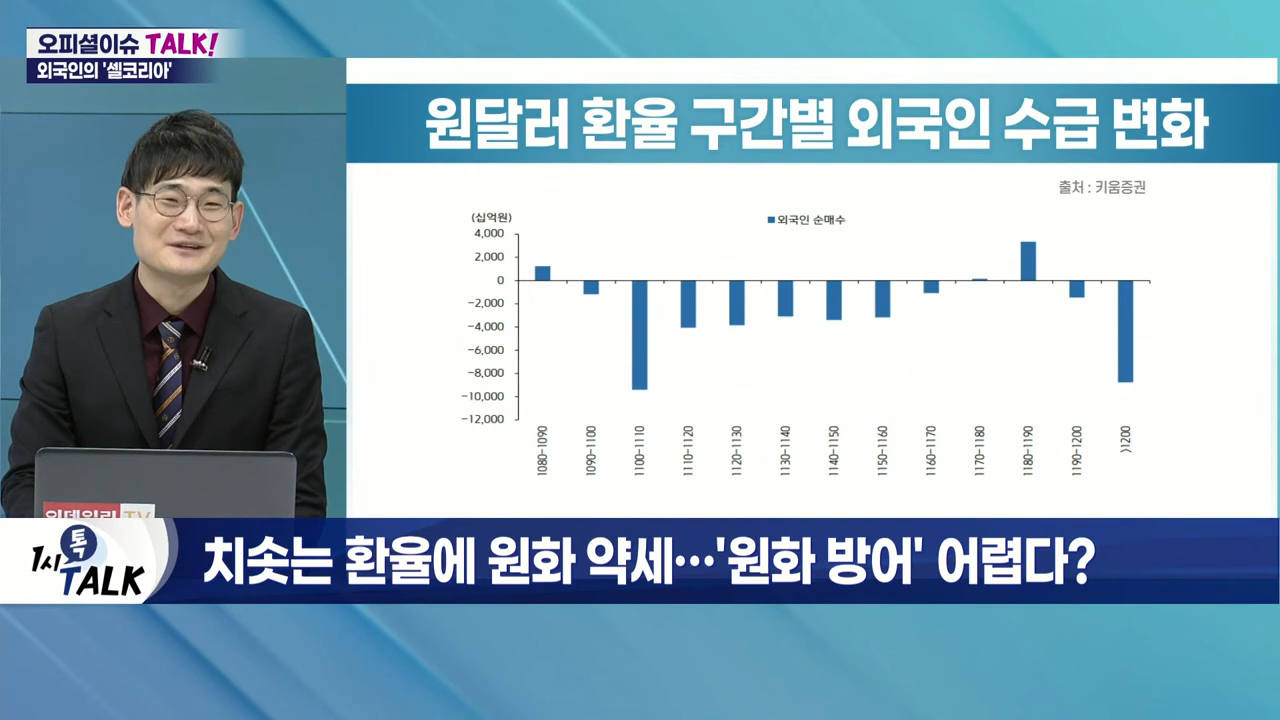 오피셜이슈 TALK!
외국인의 '셀코리아'
원달러 환율 구간별 외국인 수급 변화
출처 : 키움증권
(십억원)
외국인 순매수
4,000
2,000
0
-2,000
-4,000
-6,000
-8,000
-10,000
-12,000
1080~1090
1090~1100
1100~1110
1110~1120
1120~1130
1130~1140
1140~1150
1150~1160
1160~1170
1170~1180
1180~1190
1190~1200
>1200
이데일리 TV
1시 톡 TALK
치솟는 환율에 원화 약세…'원화 방어' 어렵다?